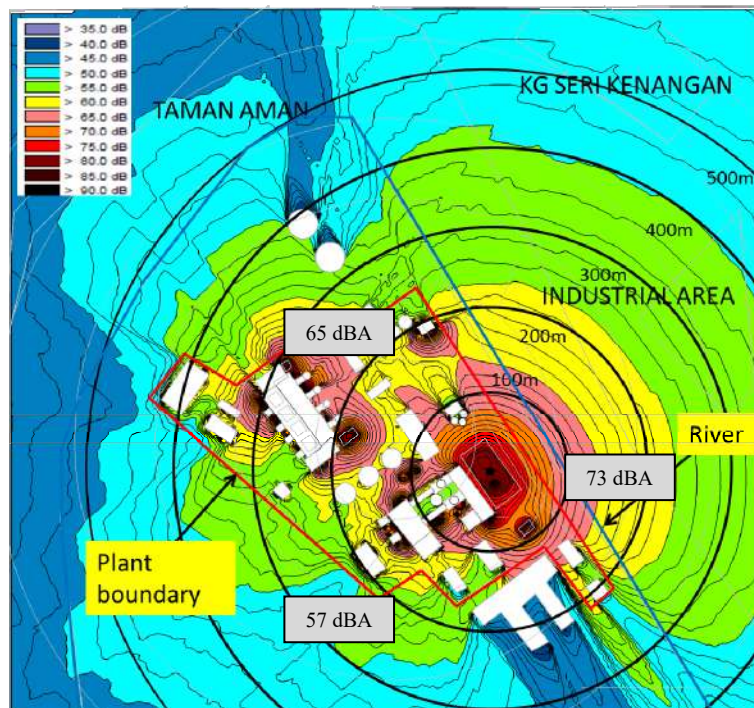 > 35.0 dB
> 40.0 dB
> 45.0 dB
> 50.0 dB
> 55.0 dB
> 60.0 dB
> 65.0 dB
> 70.0 dB
> 75.0 dB
> 80.0 dB
> 85.0 dB
> 90.0 dB
TAMAN AMAN
KG SERI KENANGAN
500m
400m
300m
INDUSTRIAL AREA
65 dBA
200m
100m
River
73 dBA
Plant
boundary
57 dBA